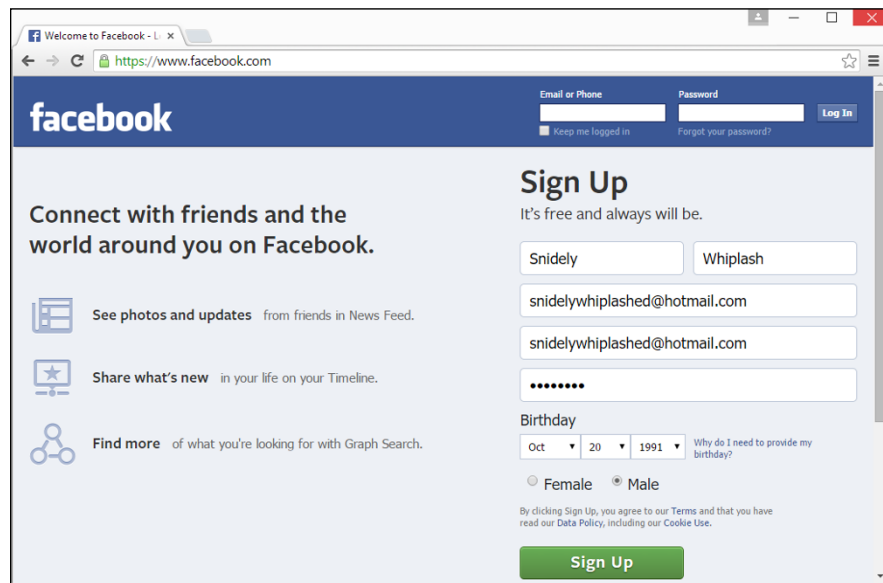 Welcome to Facebook - L
https://www.facebook.com
facebook
Email or Phone
Password
Log In
Keep me logged in
Forgot your password?
Connect with friends and the
world around you on Facebook.
See photos and updates from friends in News Feed.
Share what's new in your life on your Timeline.
Find more of what you're looking for with Graph Search.
Sign Up
It's free and always will be.
Snidely
Whiplash
snidelywhiplashed@hotmail.com
snidelywhiplashed@hotmail.com
••••••••
Birthday
Oct
20
1991
Why do I need to provide my
birthday?
Female
Male
By clicking Sign Up, you agree to our Terms and that you have
read our Data Policy, including our Cookie Use.
Sign Up